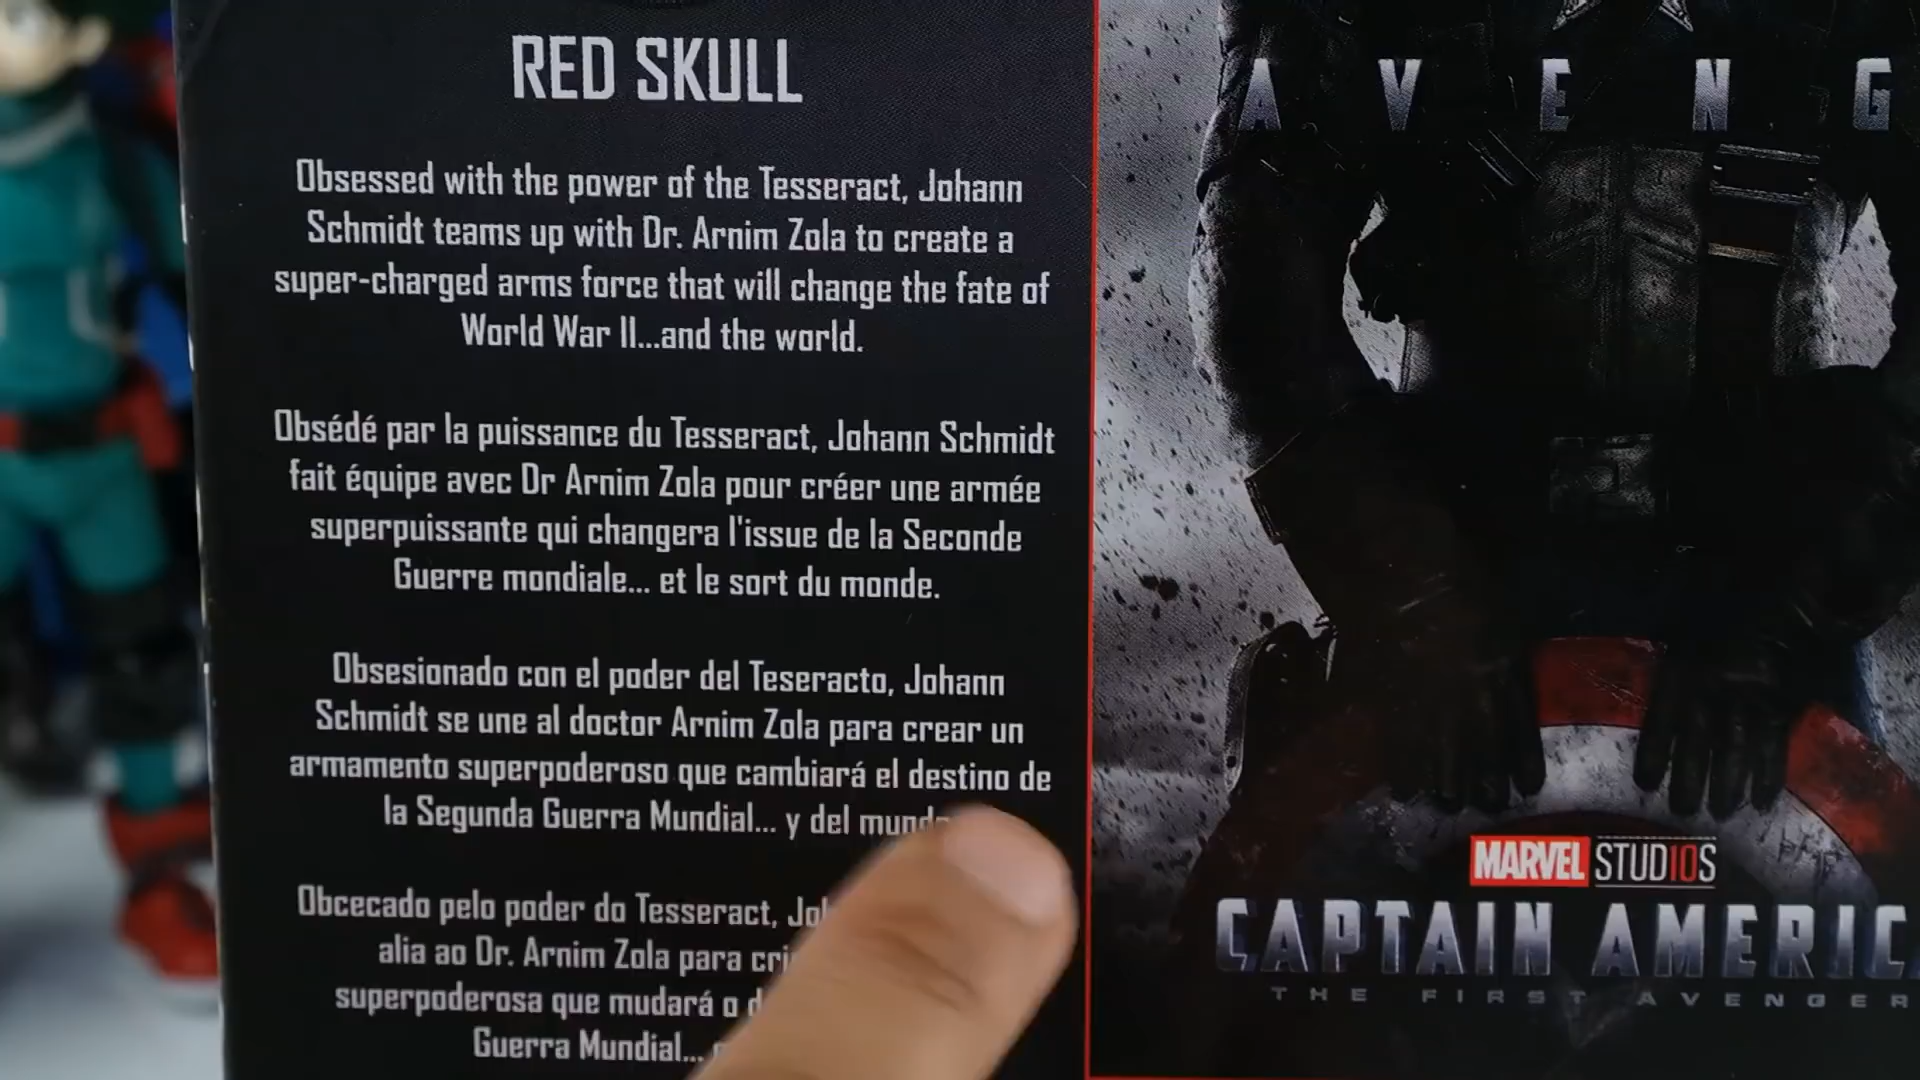 RED SKULL
Obsessed with the power of the Tesseract, Johann
Schmidt teams up with Dr. Arnim Zola to create a
super-charged arms force that will change the fate of
World War II...and the world.
Obsédé par la puissance du Tesseract, Johann Schmidt
fait équipe avec Dr Arnim Zola pour créer une armée
superpuissante qui changera l'issue de la Seconde
Guerre mondiale... et le sort du monde.
Obsesionado con el poder del Teseracto, Johann
Schmidt se une al doctor Arnim Zola para crear un
armamento superpoderoso que cambiará el destino de
la Segunda Guerra Mundial... y del
Obcecado pelo poder do Tesseract,
alia ao Dr. Arnim Zola para
superpoderosa que mudará o
Guerra Mundial...
AVENG
MARVEL STUD10S
CAPTAIN AMERIC
THE FIRST AVENGER